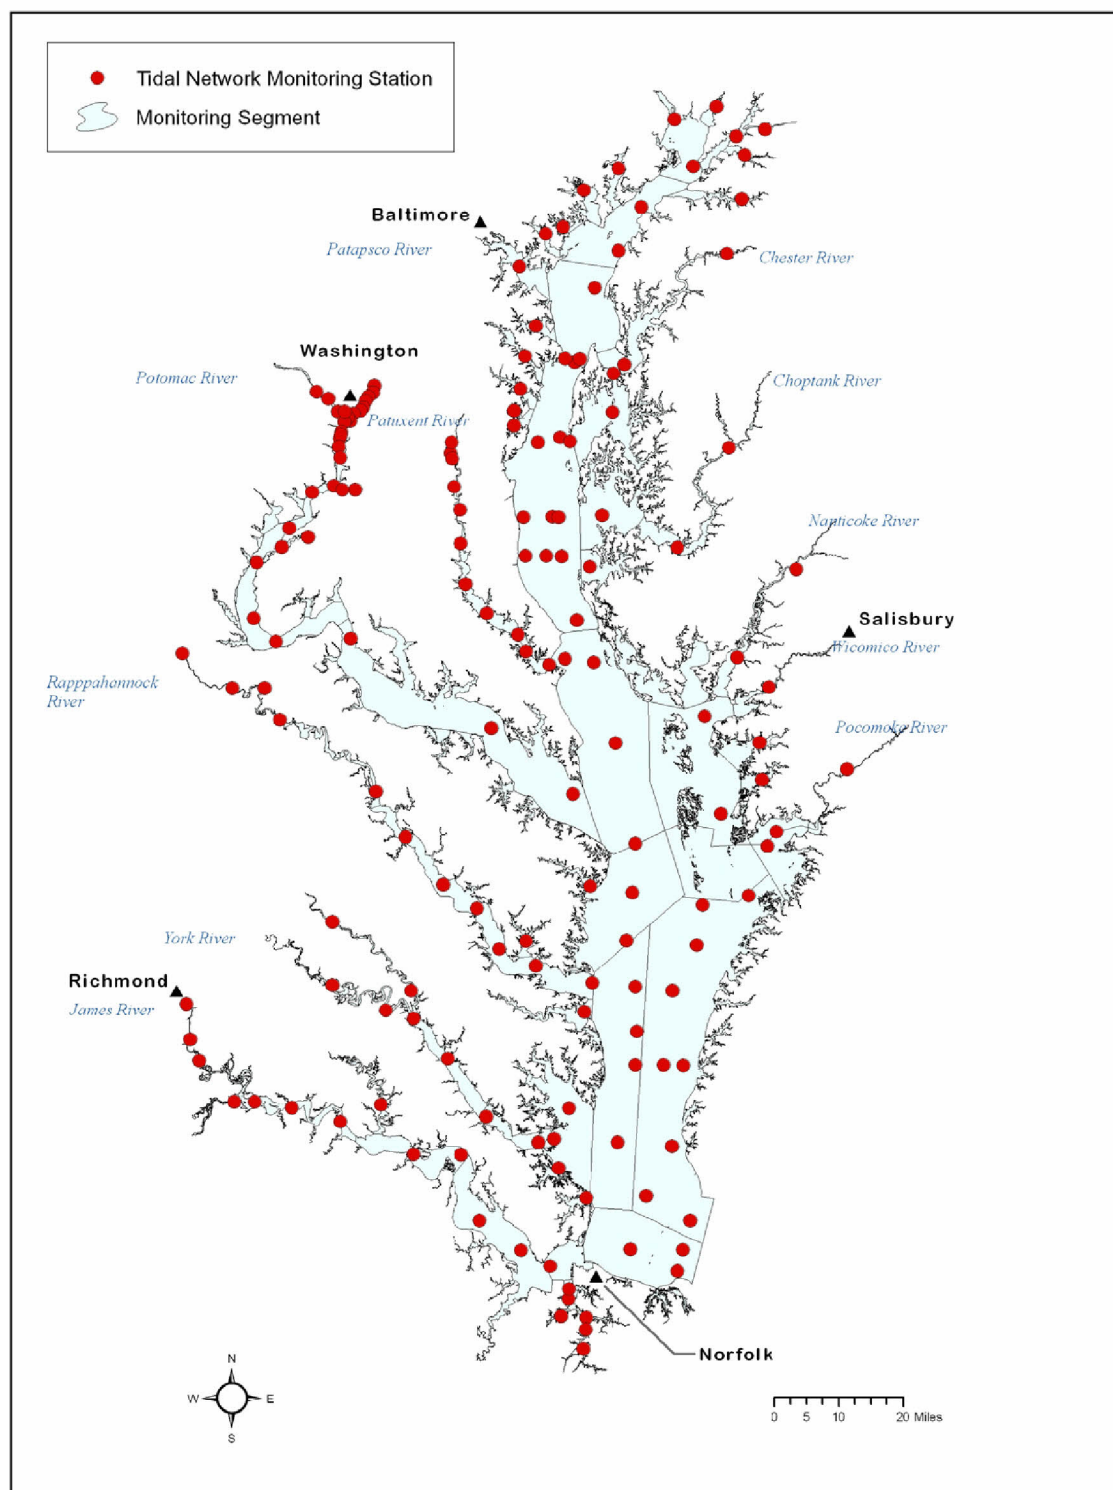 Tidal Network Monitoring Station
Monitoring Segment
Baltimore
Patapsco River
Chester River
Washington
Potomac River
Choptank River
Patuxent River
Nanticoke River
Salisbury
Wicomico River
Rapppahannock
River
Pocomoke River
York River
Richmond
James River
Norfolk
N
W
E
S
0 5 10 20 Miles